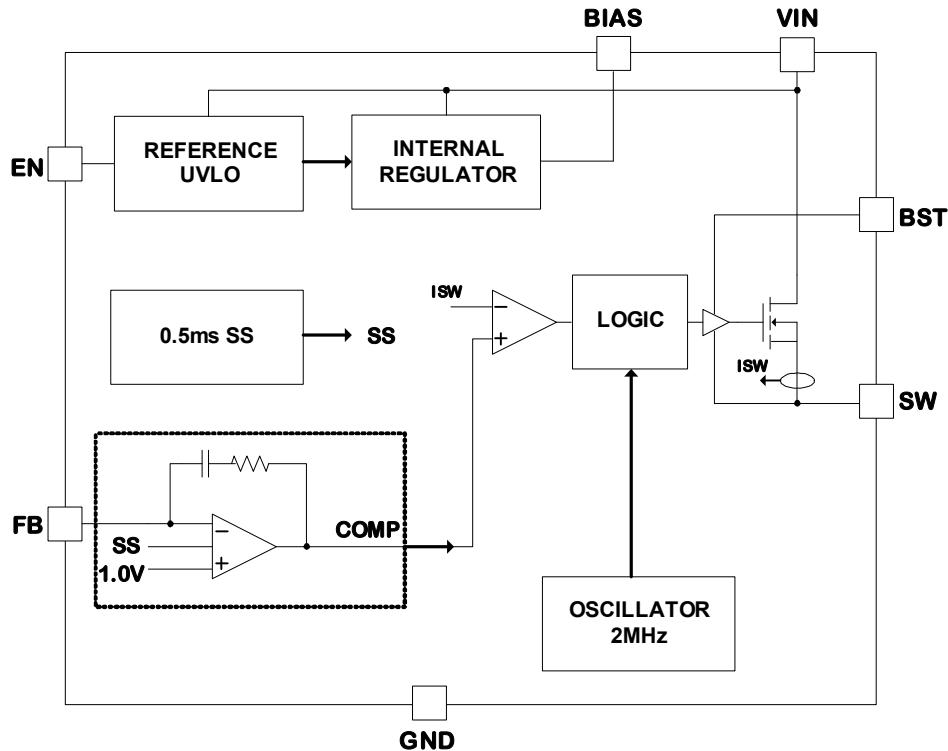 BIAS
VIN
EN
REFERENCE
UVLO
INTERNAL
REGULATOR
BST
ISW
−
+
LOGIC
0.5ms SS
SS
ISW
SW
FB
COMP
−
SS
+
1.0V
OSCILLATOR
2MHz
GND